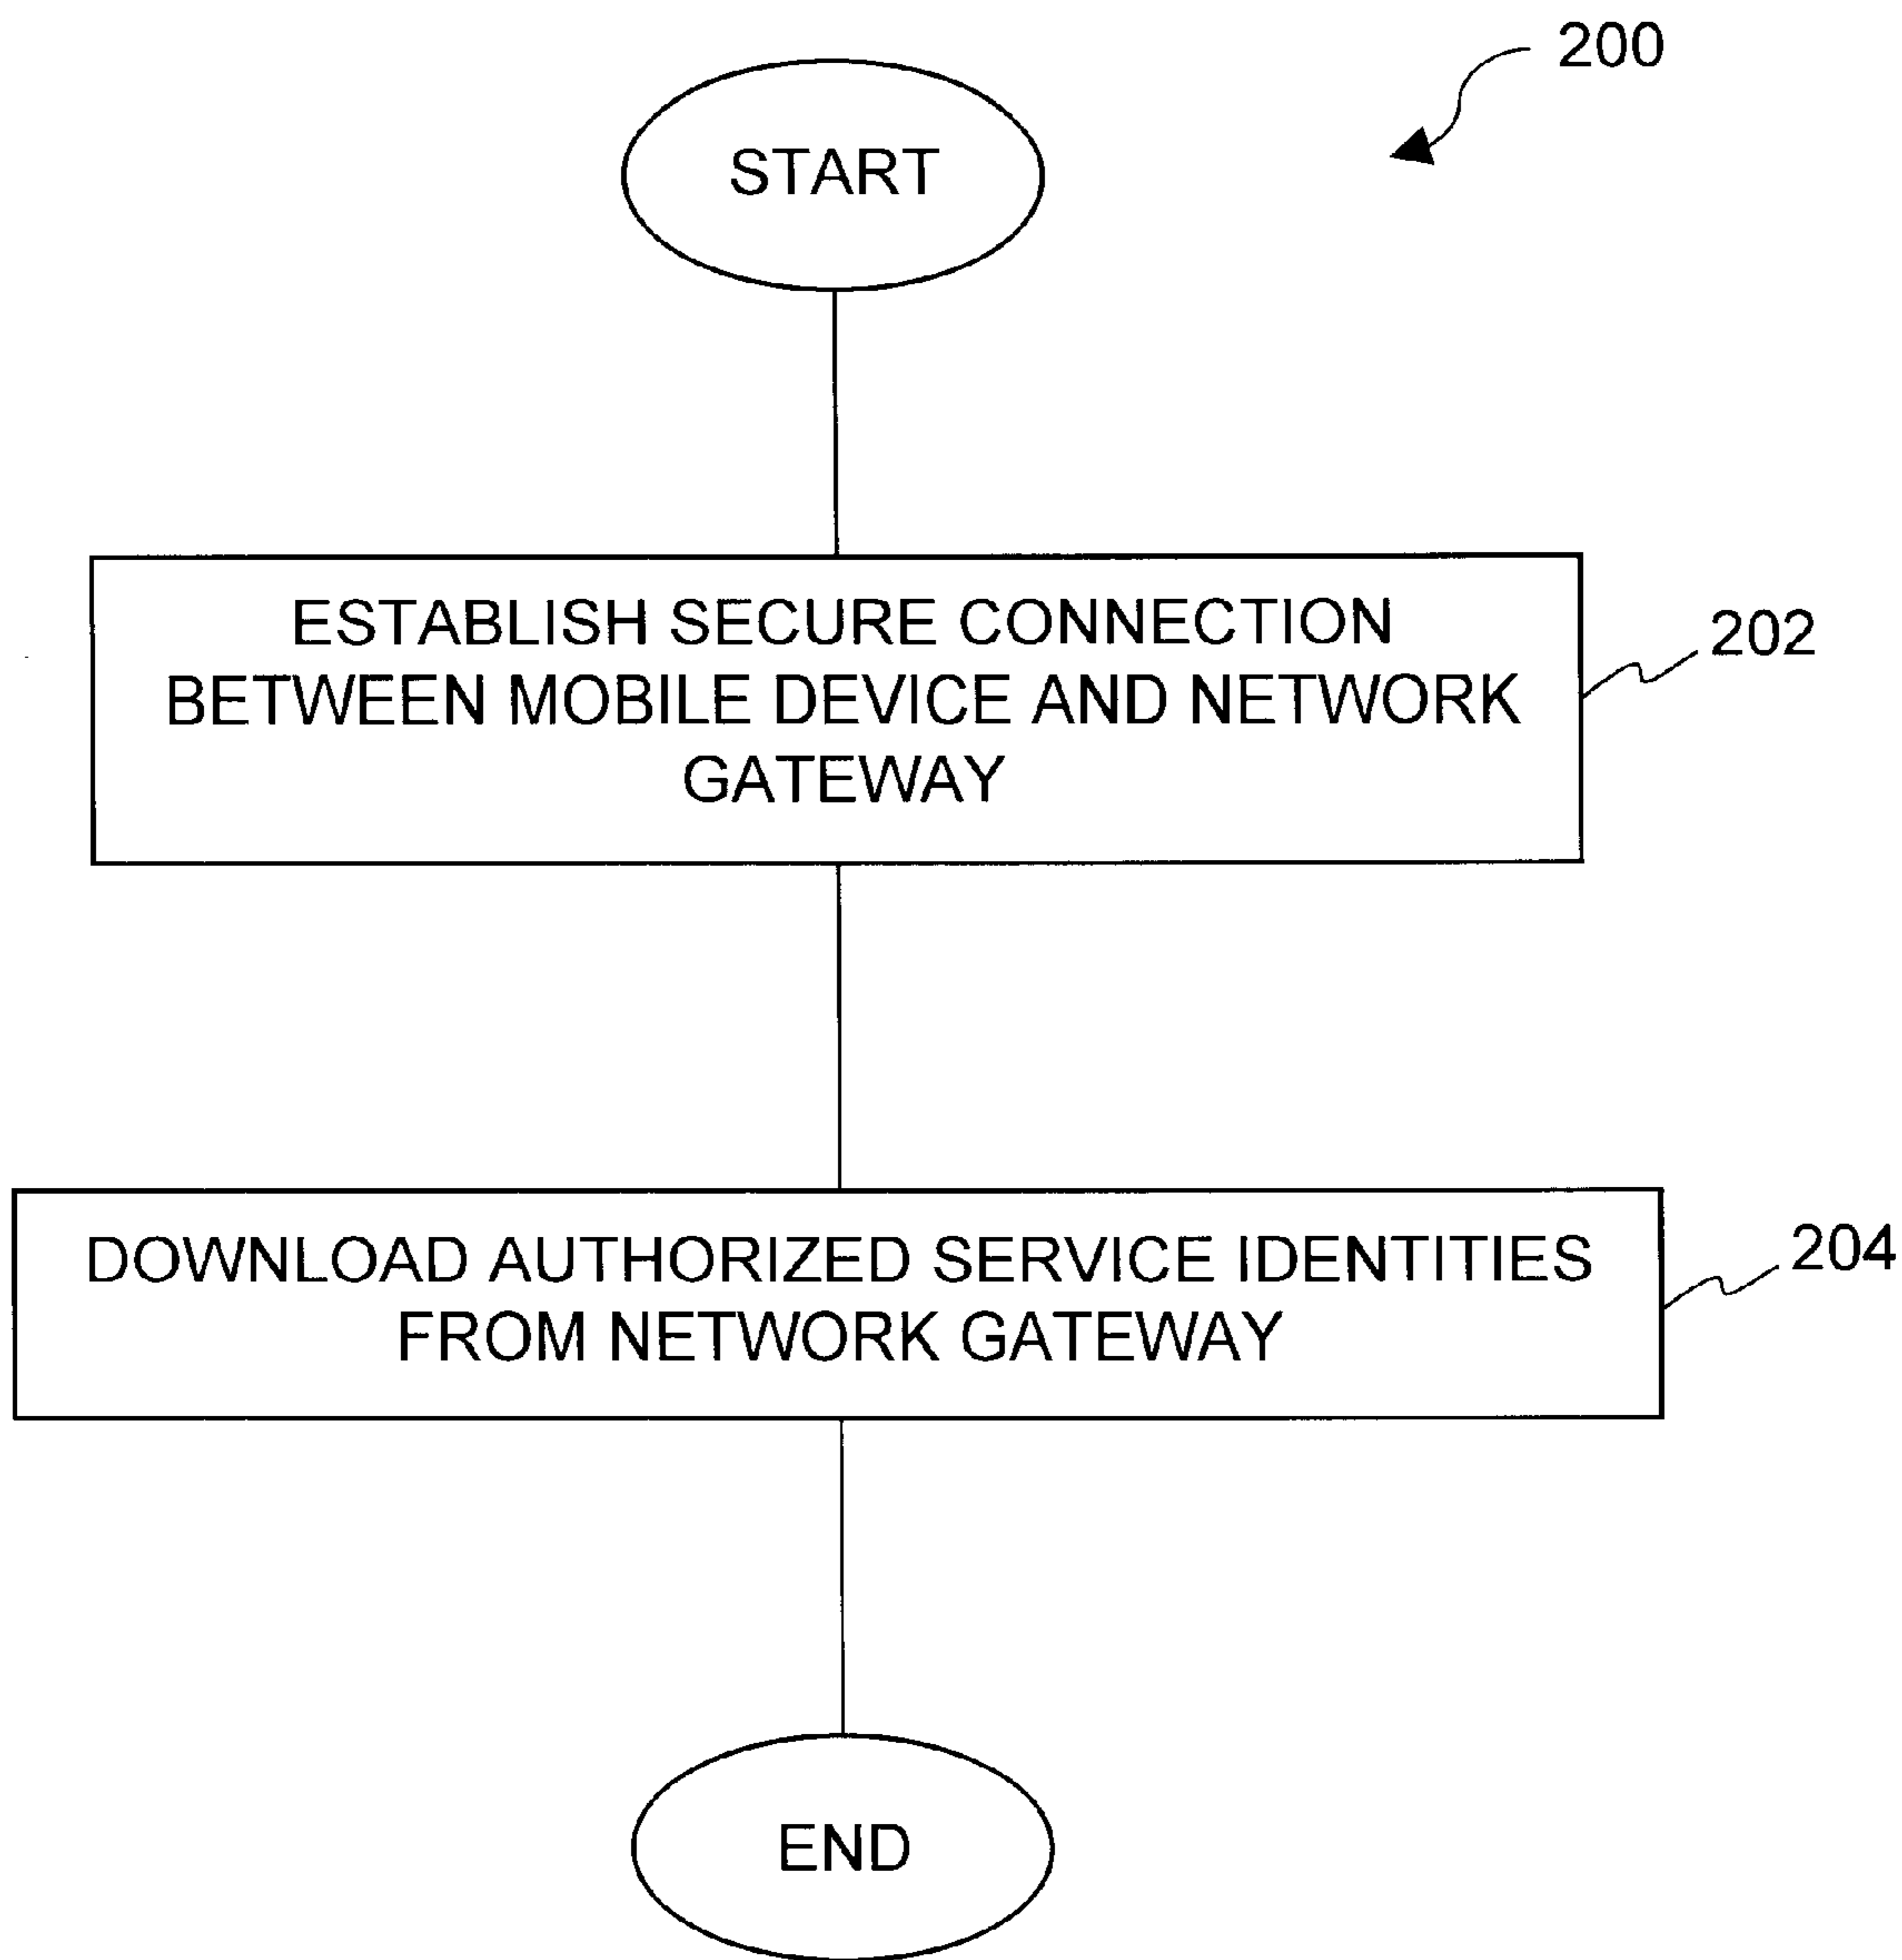 200
START
ESTABLISH SECURE CONNECTION
BETWEEN MOBILE DEVICE AND NETWORK
GATEWAY
202
DOWNLOAD AUTHORIZED SERVICE IDENTITIES
FROM NETWORK GATEWAY
204
END